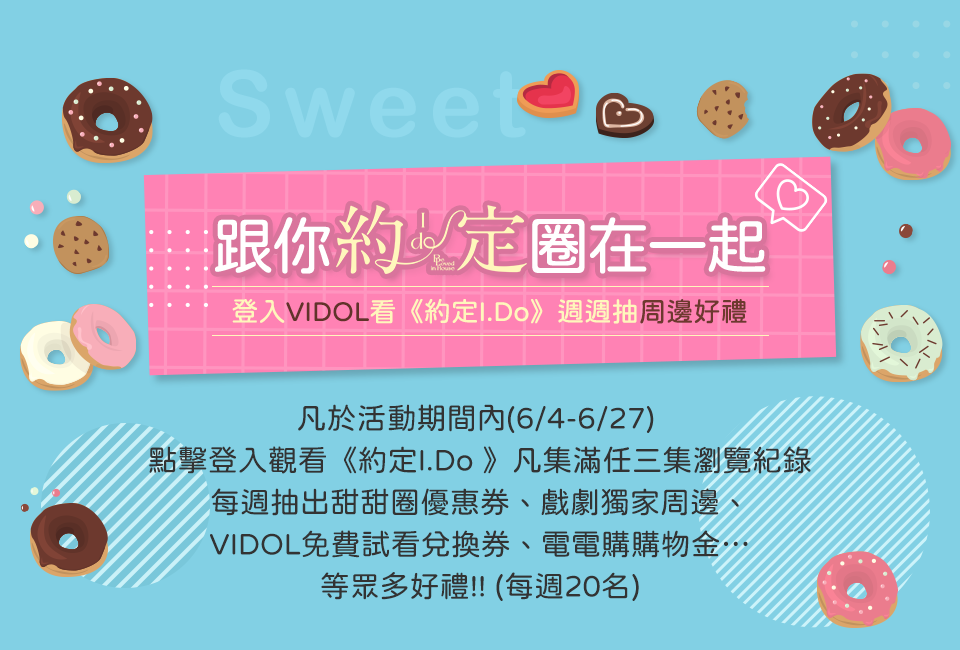 Sweet
跟你約定圈在一起
I do
Be Loved
in House
登入VIDOL看《約定I.Do》週週抽周邊好禮
凡於活動期間內(6/4-6/27)
點擊登入觀看《約定I.Do 》凡集滿任三集瀏覽紀錄
每週抽出甜甜圈優惠券、戲劇獨家周邊、
VIDOL免費試看兌換券、電電購購物金…
等眾多好禮!! (每週20名)